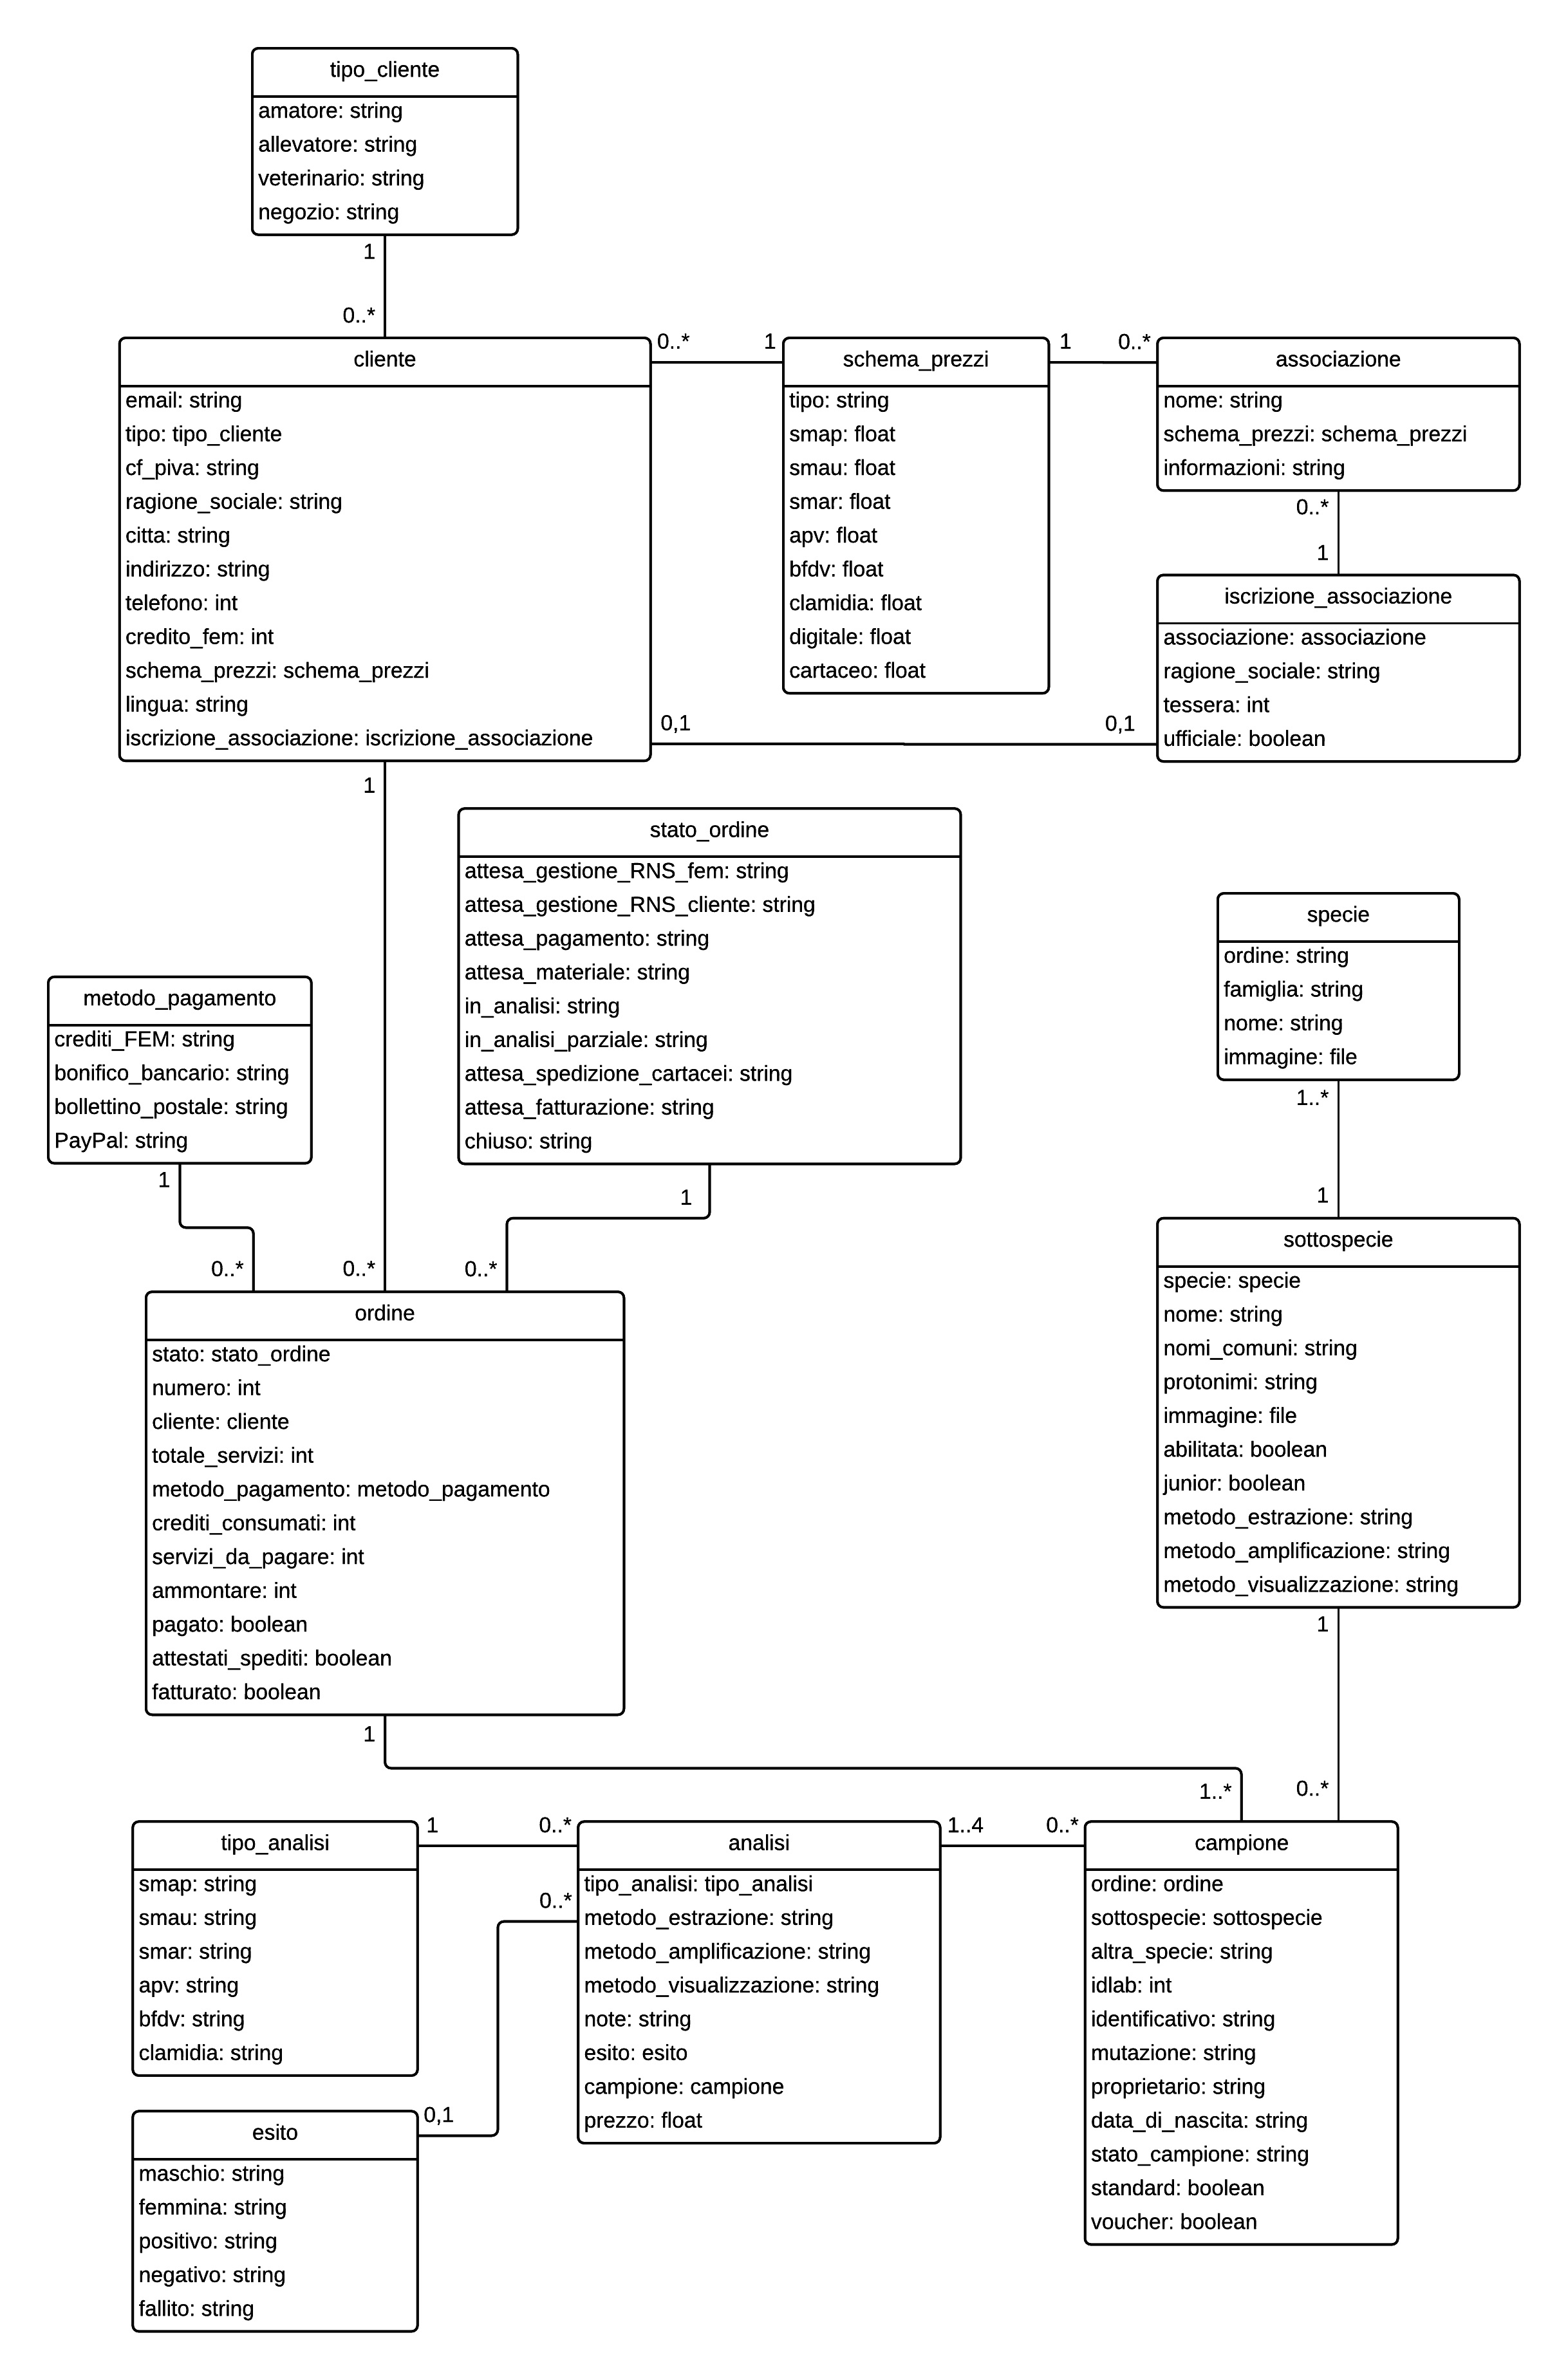 tipo_cliente
amatore: string
allevatore: string
veterinario: string
negozio: string
1
0..*
cliente
email: string
tipo: tipo_cliente
cf_piva: string
ragione_sociale: string
citta: string
indirizzo: string
telefono: int
credito_fem: int
schema_prezzi: schema_prezzi
lingua: string
iscrizione_associazione: iscrizione_associazione
0..*
1
schema_prezzi
tipo: string
smap: float
smau: float
smar: float
apv: float
bfdv: float
clamidia: float
digitale: float
cartaceo: float
1
0..*
associazione
nome: string
schema_prezzi: schema_prezzi
informazioni: string
0..*
1
iscrizione_associazione
associazione: associazione
ragione_sociale: string
tessera: int
ufficiale: boolean
0,1
0,1
1
stato_ordine
attesa_gestione_RNS_fem: string
attesa_gestione_RNS_cliente: string
attesa_pagamento: string
attesa_materiale: string
in_analisi: string
in_analisi_parziale: string
attesa_spedizione_cartacei: string
attesa_fatturazione: string
chiuso: string
1
specie
ordine: string
famiglia: string
nome: string
immagine: file
1..*
1
metodo_pagamento
crediti_FEM: string
bonifico_bancario: string
bollettino_postale: string
PayPal: string
1
0..*
0..*
0..*
ordine
stato: stato_ordine
numero: int
cliente: cliente
totale_servizi: int
metodo_pagamento: metodo_pagamento
crediti_consumati: int
servizi_da_pagare: int
ammontare: int
pagato: boolean
attestati_spediti: boolean
fatturato: boolean
1
sottospecie
specie: specie
nome: string
nomi_comuni: string
protonimi: string
immagine: file
abilitata: boolean
junior: boolean
metodo_estrazione: string
metodo_amplificazione: string
metodo_visualizzazione: string
1
1..*
0..*
tipo_analisi
smap: string
smau: string
smar: string
apv: string
bfdv: string
clamidia: string
1
0..*
0..*
analisi
tipo_analisi: tipo_analisi
metodo_estrazione: string
metodo_amplificazione: string
metodo_visualizzazione: string
note: string
esito: esito
campione: campione
prezzo: float
1..4
0..*
campione
ordine: ordine
sottospecie: sottospecie
altra_specie: string
idlab: int
identificativo: string
mutazione: string
proprietario: string
data_di_nascita: string
stato_campione: string
standard: boolean
voucher: boolean
0,1
esito
maschio: string
femmina: string
positivo: string
negativo: string
fallito: string